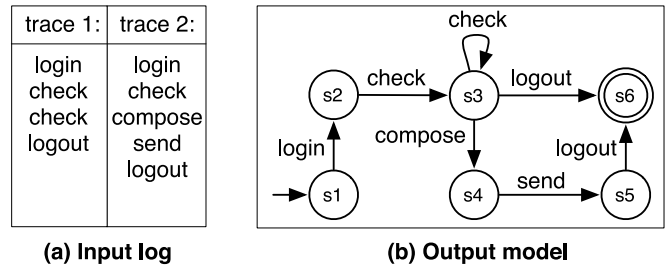 trace 1: trace 2:
login login
check check
check compose
logout send
logout
(a) Input log
check
s2 check s3 logout s6
login compose logout
s1 s4 send s5
(b) Output model